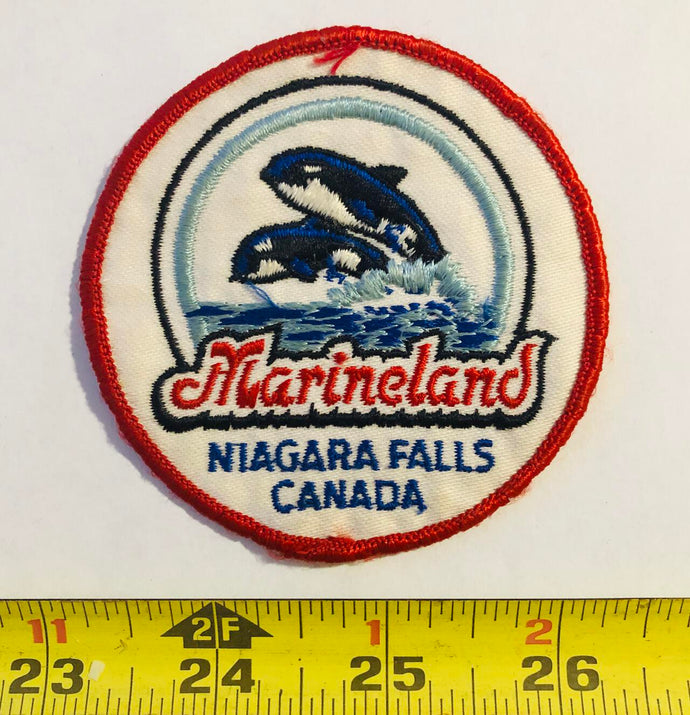 Marineland
NIAGARA FALLS
CANADA
11 2F 1 2
23 24 25 26